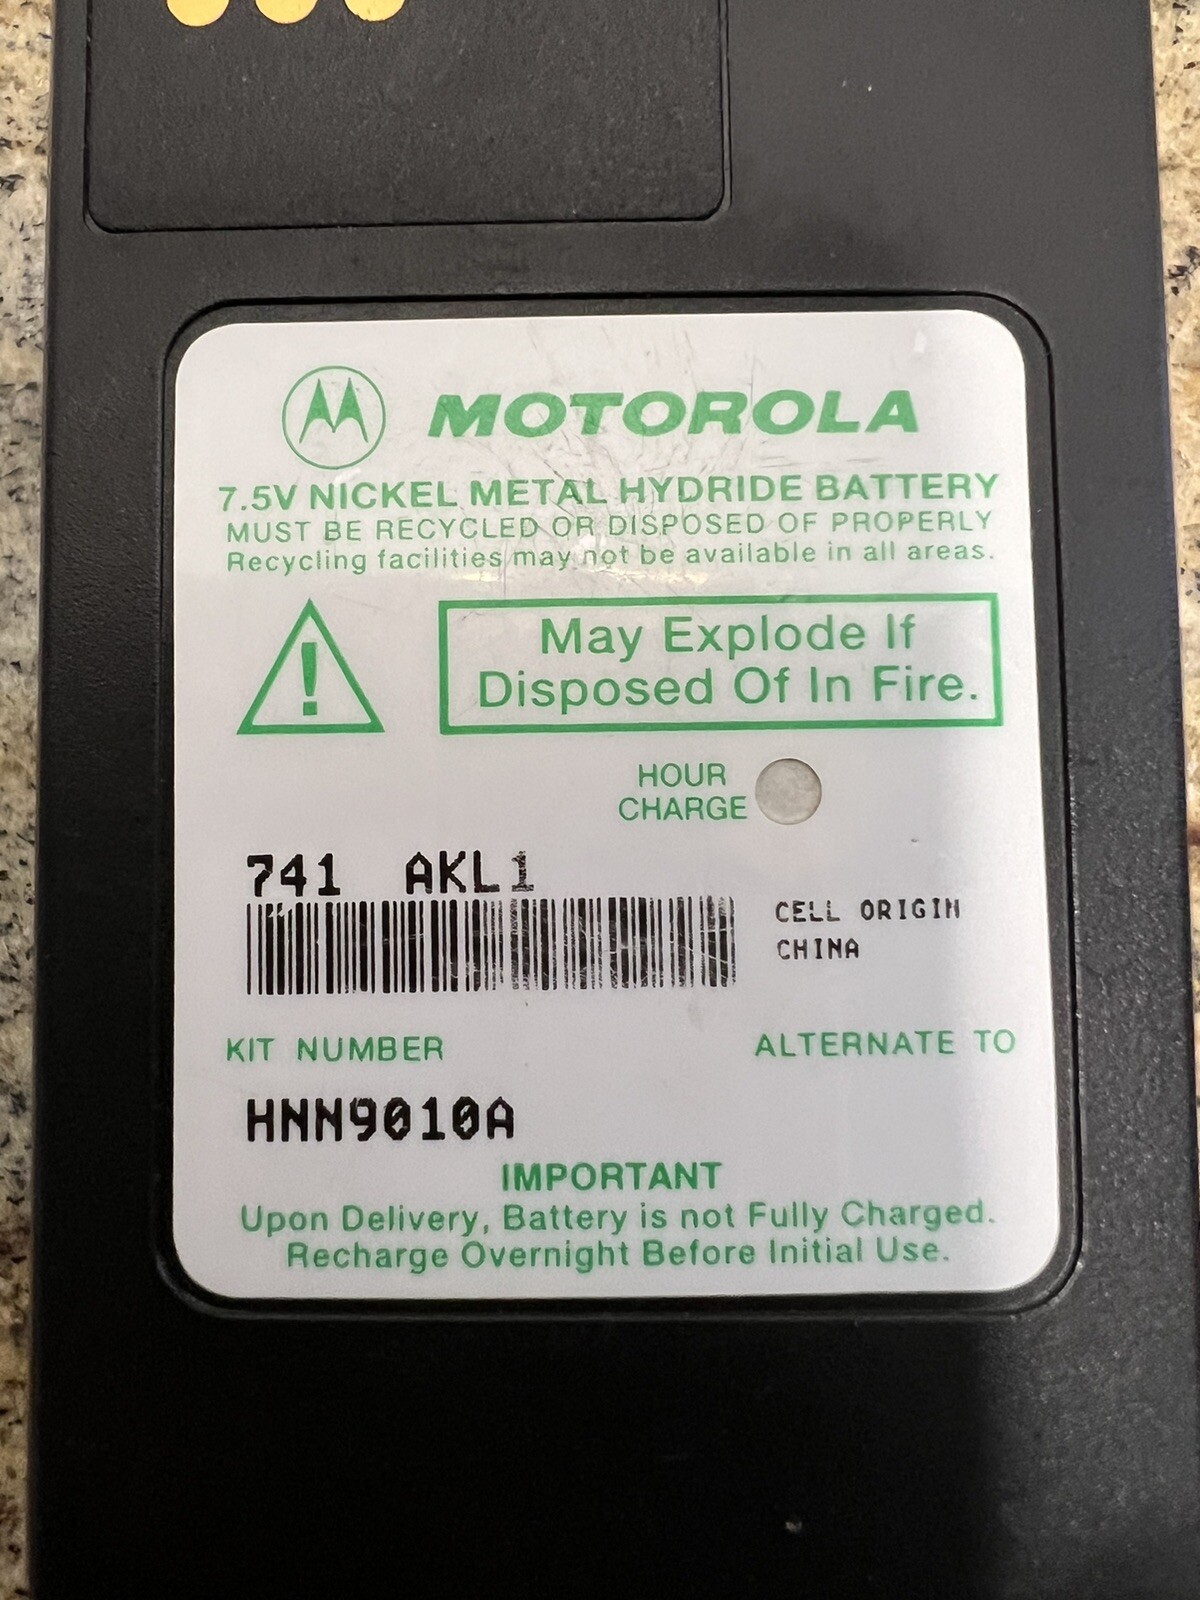 MOTOROLA
7.5V NICKEL METAL HYDRIDE BATTERY
MUST BE RECYCLED OR DISPOSED OF PROPERLY
Recycling facilities may not be available in all areas.
!
May Explode If
Disposed Of In Fire.
HOUR
CHARGE
741 AKL1
CELL ORIGIN
CHINA
KIT NUMBER
ALTERNATE TO
HNN9010A
IMPORTANT
Upon Delivery, Battery is not Fully Charged.
Recharge Overnight Before Initial Use.